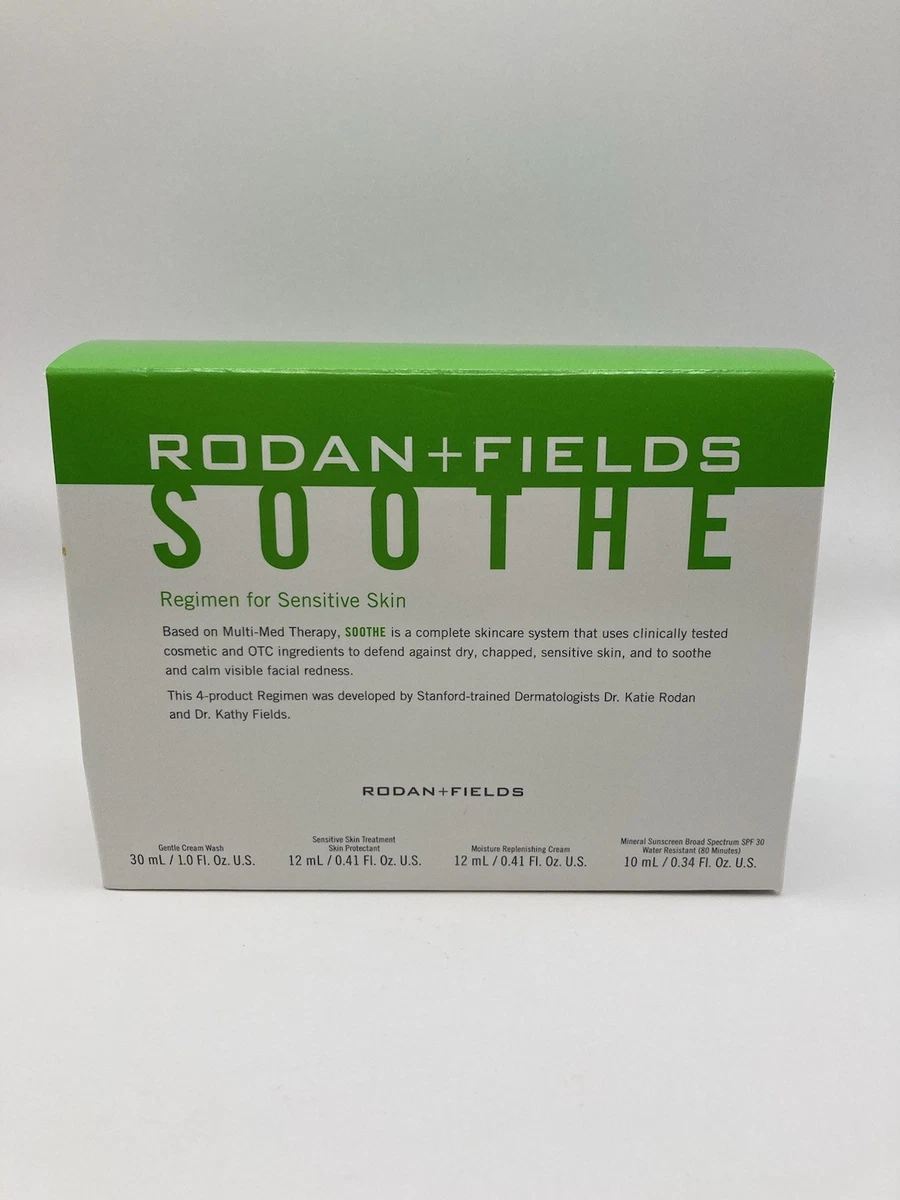 RODAN+FIELDS
SOOTHE
Regimen for Sensitive Skin
Based on Multi-Med Therapy, SOOTHE is a complete skincare system that uses clinically tested
cosmetic and OTC ingredients to defend against dry, chapped, sensitive skin, and to soothe
and calm visible facial redness.
This 4-product Regimen was developed by Stanford-trained Dermatologists Dr. Katie Rodan
and Dr. Kathy Fields.
RODAN+FIELDS
Gentle Cream Wash
30 mL / 1.0 Fl. Oz. U.S.
Sensitive Skin Treatment
Skin Protectant
12 mL / 0.41 Fl. Oz. U.S.
Moisture Replenishing Cream
12 mL / 0.41 Fl. Oz. U.S.
Mineral Sunscreen Broad Spectrum SPF 30
Water Resistant (80 Minutes)
10 mL / 0.34 Fl. Oz. U.S.